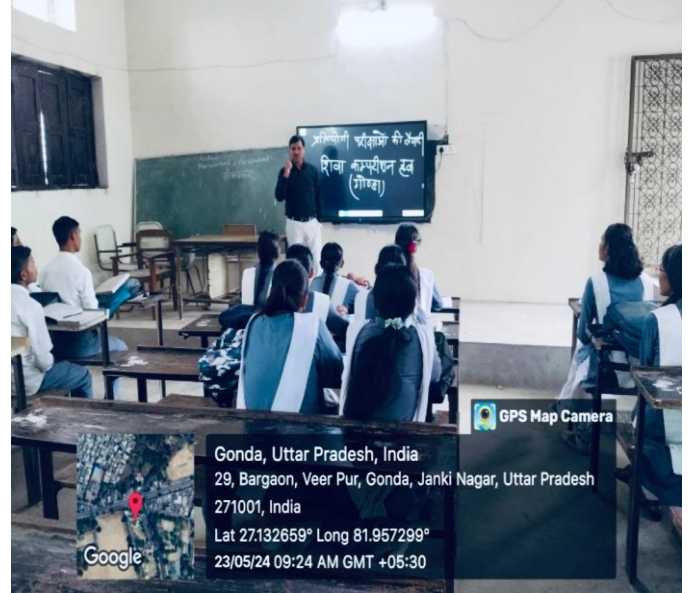 प्रतियोगी परीक्षाओं की तैयारी
शिवा कम्पटीशन हब
(गोण्डा)
GPS Map Camera
Gonda, Uttar Pradesh, India
29, Bargaon, Veer Pur, Gonda, Janki Nagar, Uttar Pradesh
271001, India
Lat 27.132659° Long 81.957299°
23/05/24 09:24 AM GMT +05:30
Google